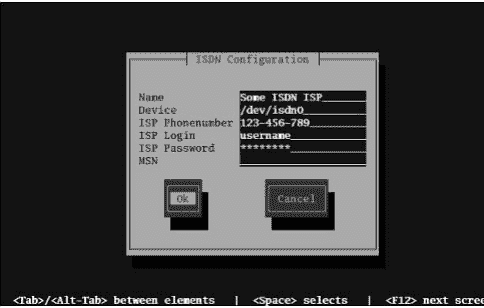 ISDN Configuration
Name Some ISDN ISP
Device /dev/isdn0
ISP Phonenumber 123-456-789
ISP Login username
ISP Password ********
MSN
Ok Cancel
<Tab>/<Alt-Tab> between elements | <Space> selects | <F12> next scree